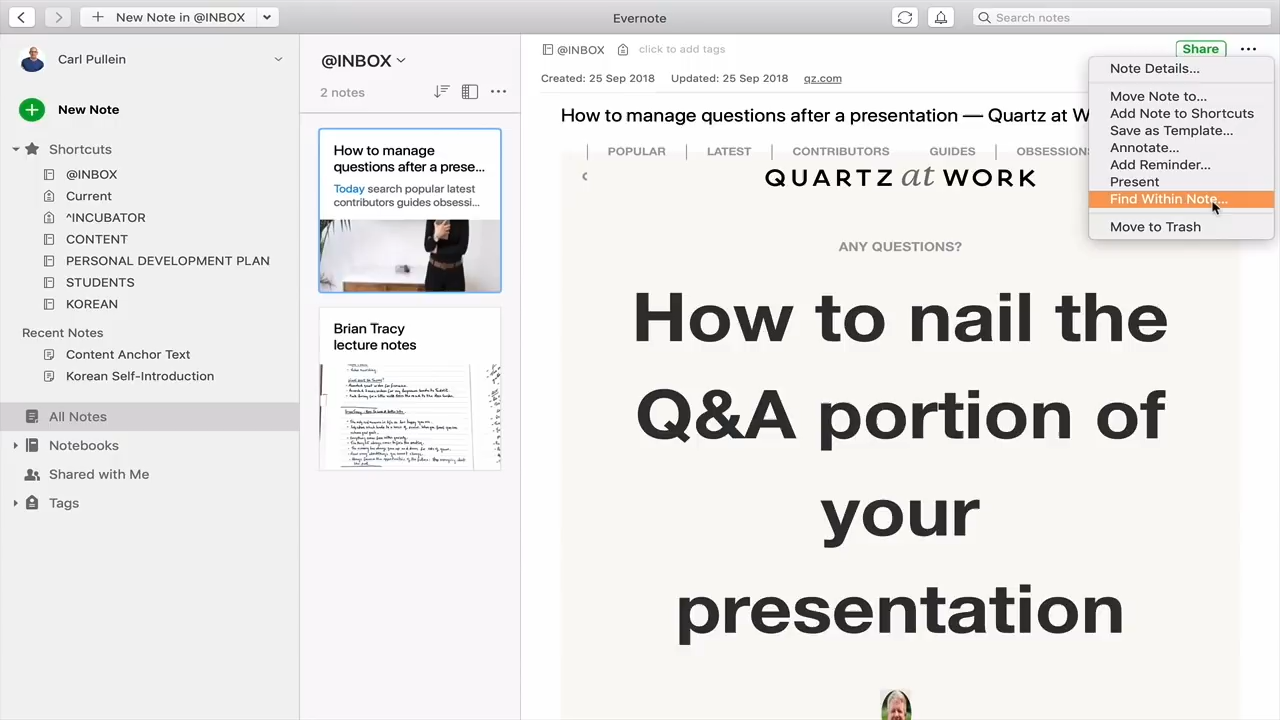 New Note in @INBOX
Evernote
Search notes
Carl Pullein
New Note
Shortcuts
@INBOX
Current
^INCUBATOR
CONTENT
PERSONAL DEVELOPMENT PLAN
STUDENTS
KOREAN
Recent Notes
Content Anchor Text
Korean Self-Introduction
All Notes
Notebooks
Shared with Me
Tags
@INBOX
2 notes
How to manage
questions after a prese...
Today search popular latest
contributors guides obsessi...
Brian Tracy
lecture notes
@INBOX
click to add tags
Share
Created: 25 Sep 2018 Updated: 25 Sep 2018 qz.com
How to manage questions after a presentation — Quartz at W
POPULAR LATEST CONTRIBUTORS GUIDES OBSESSIONS
QUARTZ at WORK
ANY QUESTIONS?
How to nail the
Q&A portion of
your
presentation
Note Details...
Move Note to...
Add Note to Shortcuts
Save as Template...
Annotate...
Add Reminder...
Present
Find Within Note...
Move to Trash